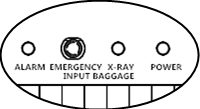 ALARM EMERGENCY X-RAY POWER
INPUT BAGGAGE